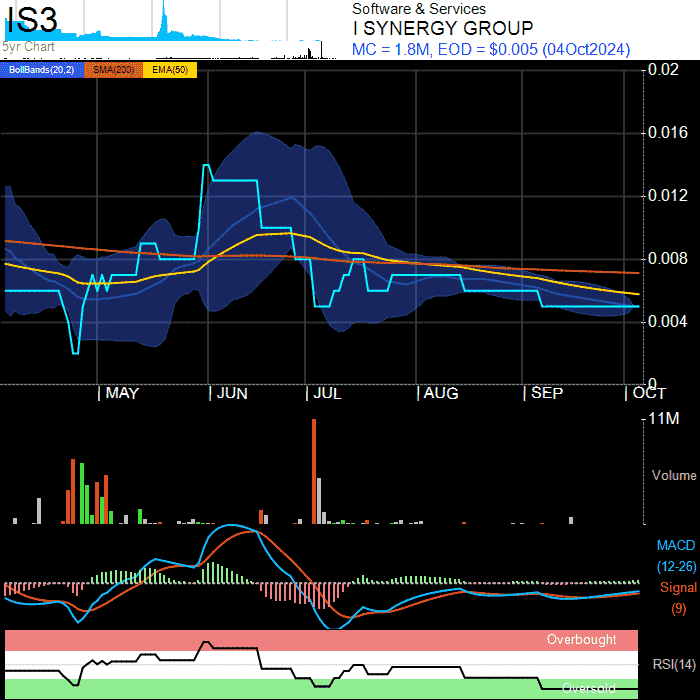 IS3
Software & Services
I SYNERGY GROUP
5yr Chart
MC = 1.8M, EOD = $0.005 (04Oct2024)
BollBands(20,2) SMA(200) EMA(50)
0.02
0.016
0.012
0.008
0.004
0
MAY JUN JUL AUG SEP OCT
11M
Volume
MACD
(12-26)
Signal
(9)
Overbought
RSI(14)
Oversold